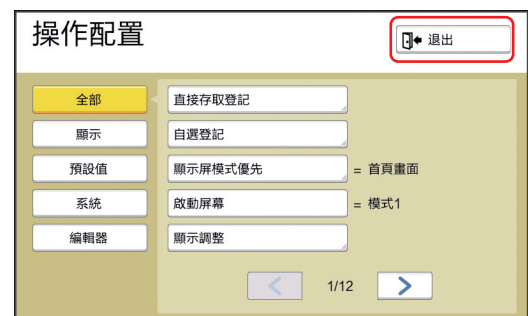 操作配置
退出
全部
直接存取登記
顯示
自選登記
預設值
顯示屏模式優先
= 首頁畫面
系統
啟動屏幕
= 模式1
編輯器
顯示調整
1/12